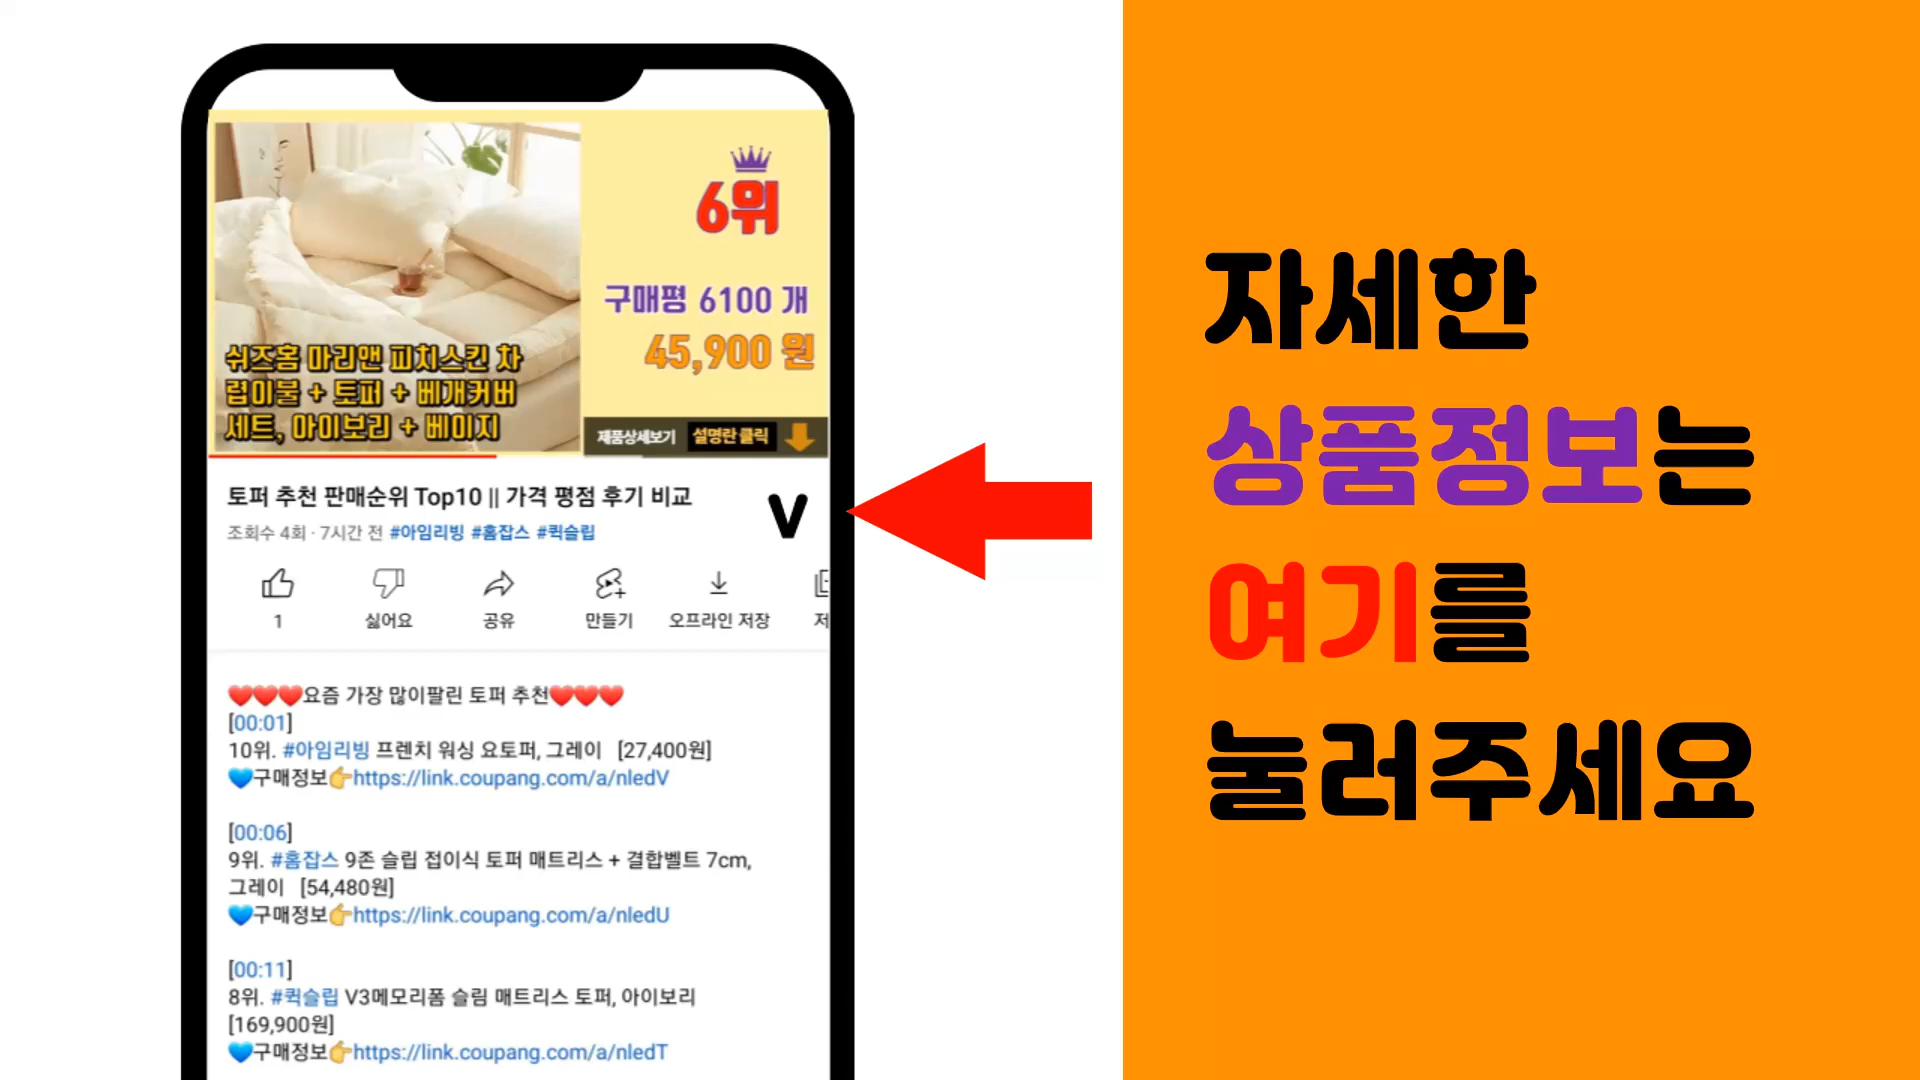 6위
구매평 6100 개
45,900 원
쉬즈홈 마리앤 피치스킨 차
렵이불 + 토퍼 + 베개커버
세트, 아이보리 + 베이지
제품상세보기 설명란 클릭
토퍼 추천 판매순위 Top10 || 가격 평점 후기 비교
V
조회수 4회 · 7시간 전 #아임리빙 #홈잡스 #퀵슬립
1 싫어요 공유 만들기 오프라인 저장 저
❤️❤️❤️요즘 가장 많이팔린 토퍼 추천❤️❤️❤️
[00:01]
10위. #아임리빙 프렌치 워싱 요토퍼, 그레이 [27,400원]
💙구매정보👉https://link.coupang.com/a/nledV
[00:06]
9위. #홈잡스 9존 슬립 접이식 토퍼 매트리스 + 결합벨트 7cm,
그레이 [54,480원]
💙구매정보👉https://link.coupang.com/a/nledU
[00:11]
8위. #퀵슬립 V3메모리폼 슬림 매트리스 토퍼, 아이보리
[169,900원]
💙구매정보👉https://link.coupang.com/a/nledT
자세한
상품정보는
여기를
눌러주세요